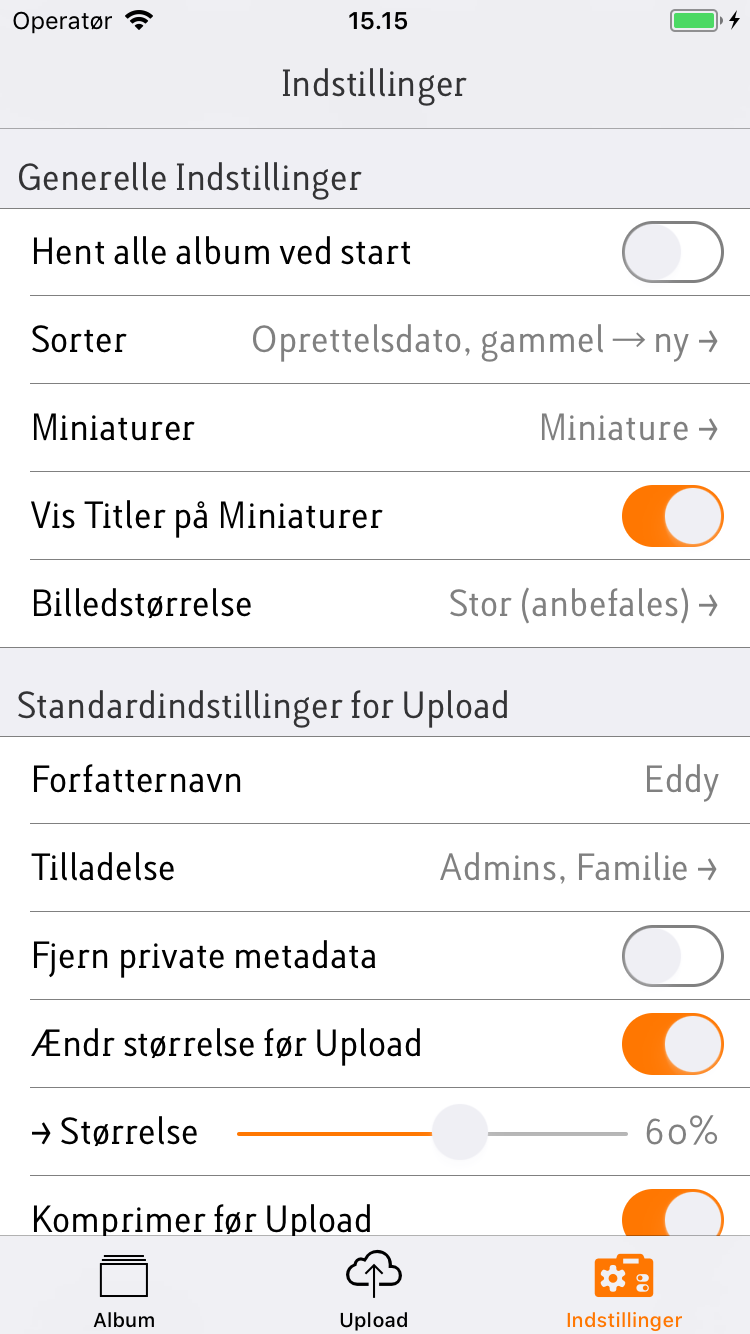 Operatør 15.15
Indstillinger
Generelle Indstillinger
Hent alle album ved start
Sorter Oprettelsdato, gammel → ny →
Miniaturer Miniature →
Vis Titler på Miniaturer
Billedstørrelse Stor (anbefales) →
Standardindstillinger for Upload
Forfatternavn Eddy
Tilladelse Admins, Familie →
Fjern private metadata
Ændr størrelse før Upload
→ Størrelse 60%
Komprimer før Upload
Album Upload Indstillinger